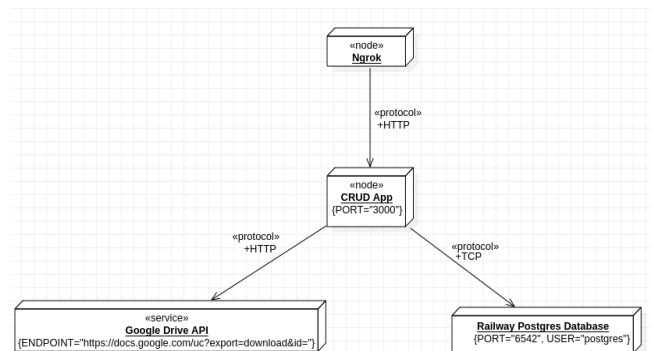 «node»
Ngrok
«protocol»
+HTTP
«node»
CRUD App
{PORT="3000"}
«protocol»
+HTTP
«protocol»
+TCP
«service»
Google Drive API
{ENDPOINT="https://docs.google.com/uc?export=download&id="}
Railway Postgres Database
{PORT="6542", USER="postgres"}